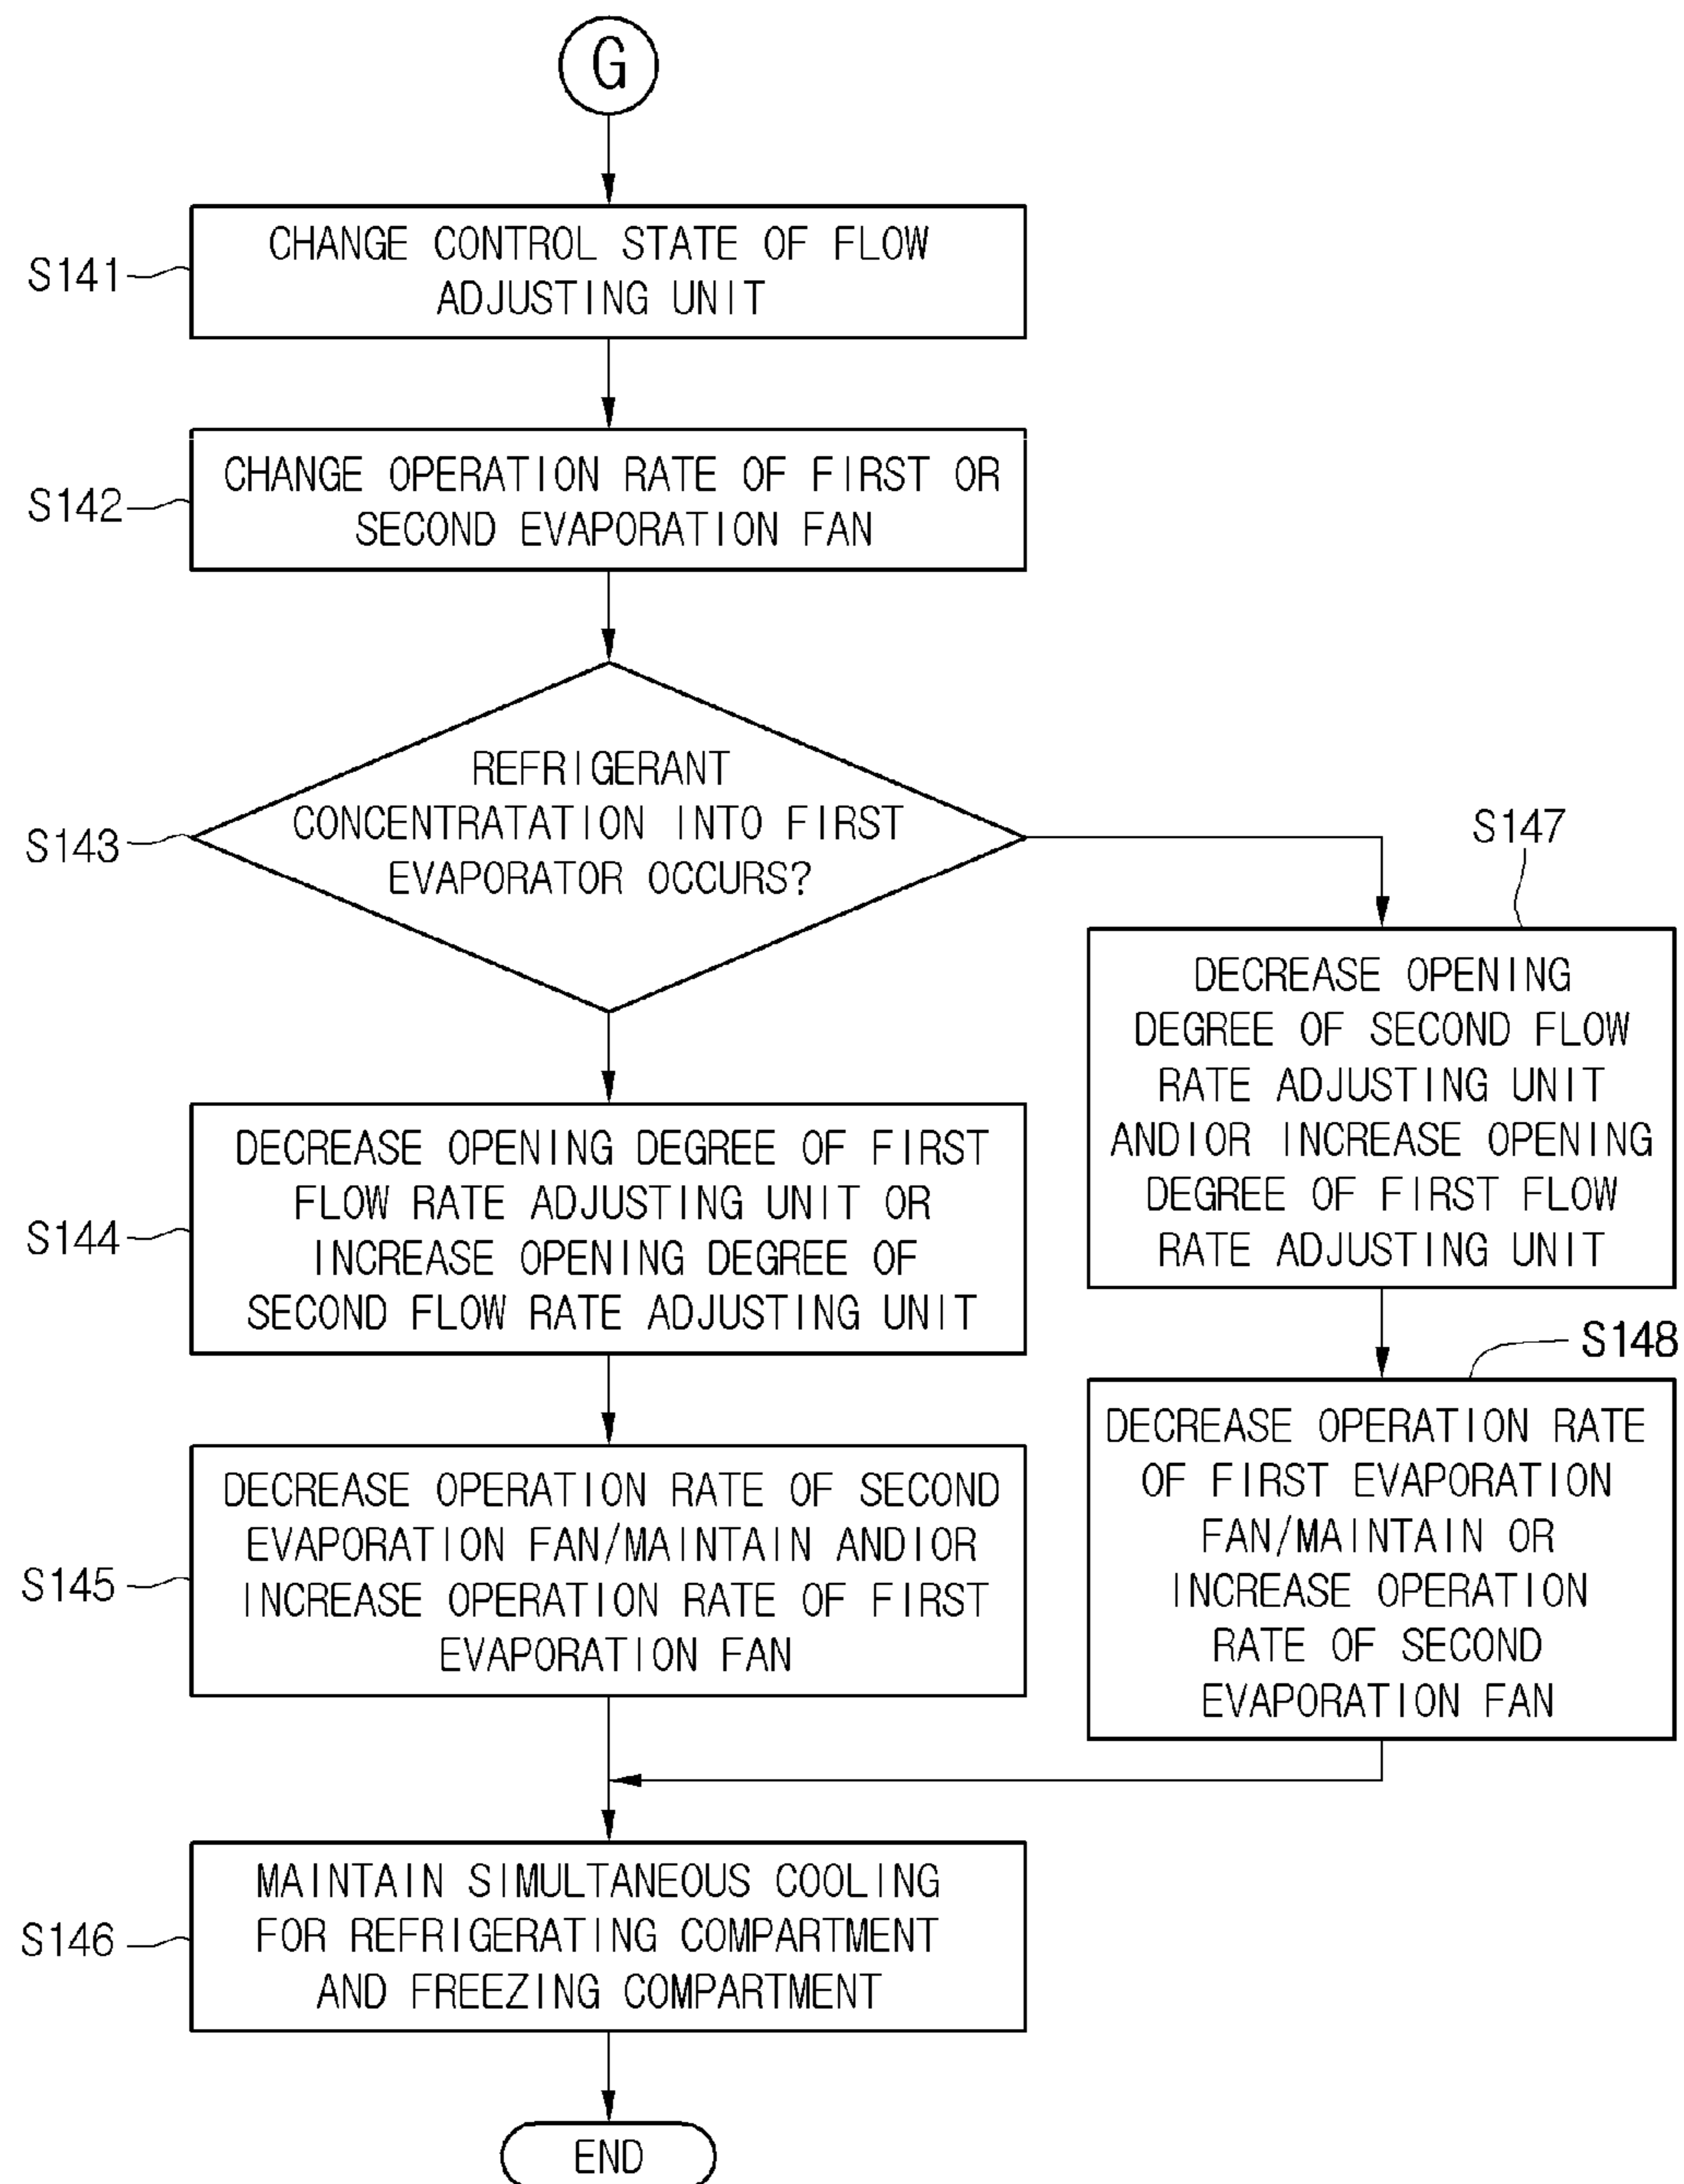 G
S141
CHANGE CONTROL STATE OF FLOW
ADJUSTING UNIT
S142
CHANGE OPERATION RATE OF FIRST OR
SECOND EVAPORATION FAN
S143
REFRIGERANT
CONCENTRATATION INTO FIRST
EVAPORATOR OCCURS?
S147
DECREASE OPENING
DEGREE OF SECOND FLOW
RATE ADJUSTING UNIT
ANDIOR INCREASE OPENING
DEGREE OF FIRST FLOW
RATE ADJUSTING UNIT
S144
DECREASE OPENING DEGREE OF FIRST
FLOW RATE ADJUSTING UNIT OR
INCREASE OPENING DEGREE OF
SECOND FLOW RATE ADJUSTING UNIT
S148
DECREASE OPERATION RATE
OF FIRST EVAPORATION
FAN/MAINTAIN OR
INCREASE OPERATION
RATE OF SECOND
EVAPORATION FAN
S145
DECREASE OPERATION RATE OF SECOND
EVAPORATION FAN/MAINTAIN ANDIOR
INCREASE OPERATION RATE OF FIRST
EVAPORATION FAN
S146
MAINTAIN SIMULTANEOUS COOLING
FOR REFRIGERATING COMPARTMENT
AND FREEZING COMPARTMENT
END